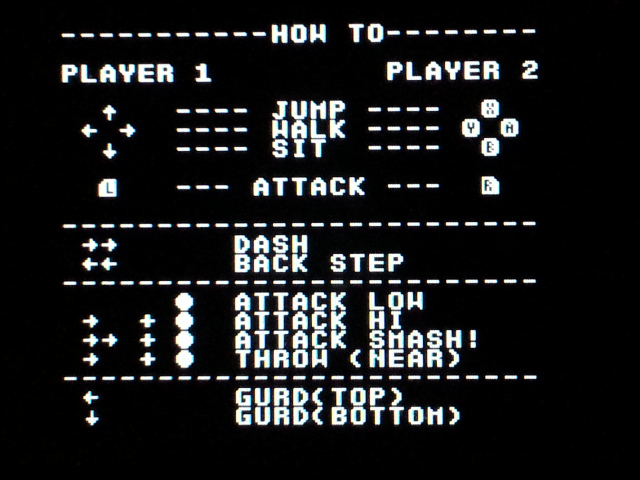 -----------HOW TO--------
PLAYER 1 PLAYER 2
↑ ---- JUMP ---- X
← → ---- WALK ---- Y A
↓ ---- SIT ---- B
L --- ATTACK --- R
-------------------------
→→ DASH
←← BACK STEP
-------------------------
● ATTACK LOW
→ + ● ATTACK HI
→→ + ● ATTACK SMASH!
→ + ● THROW (NEAR)
-------------------------
← GURD(TOP)
↓ GURD(BOTTOM)